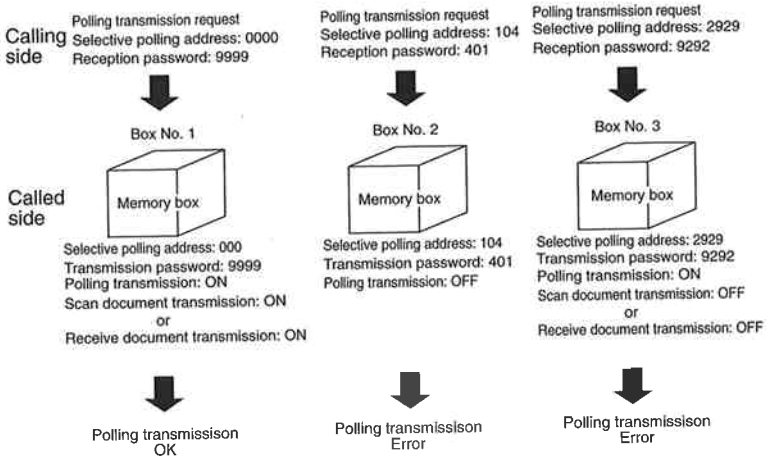 Calling
side
Polling transmission request
Selective polling address: 0000
Reception password: 9999
Polling transmission request
Selective polling address: 104
Reception password: 401
Polling transmission request
Selective polling address: 2929
Reception password: 9292
Called
side
Box No. 1
Memory box
Selective polling address: 000
Transmission password: 9999
Polling transmission: ON
Scan document transmission: ON
or
Receive document transmission: ON
Box No. 2
Memory box
Selective polling address: 104
Transmission password: 401
Polling transmission: OFF
Box No. 3
Memory box
Selective polling address: 2929
Transmission password: 9292
Polling transmission: ON
Scan document transmission: OFF
or
Receive document transmission: OFF
Polling transmissison
OK
Polling transmissison
Error
Polling transmissison
Error